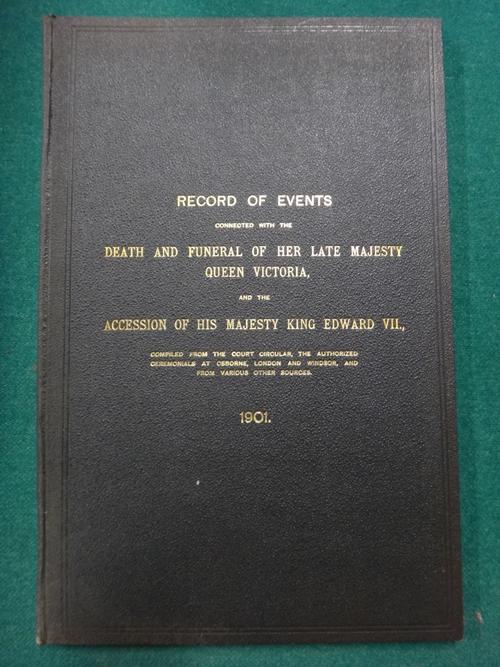 RECORD OF EVENTS
CONNECTED WITH THE
DEATH AND FUNERAL OF HER LATE MAJESTY
QUEEN VICTORIA,
AND THE
ACCESSION OF HIS MAJESTY KING EDWARD VII.,
COMPILED FROM THE COURT CIRCULAR, THE AUTHORIZED
CEREMONIALS AT OSBORNE, LONDON AND WINDSOR, AND
FROM VARIOUS OTHER SOURCES.
1901.